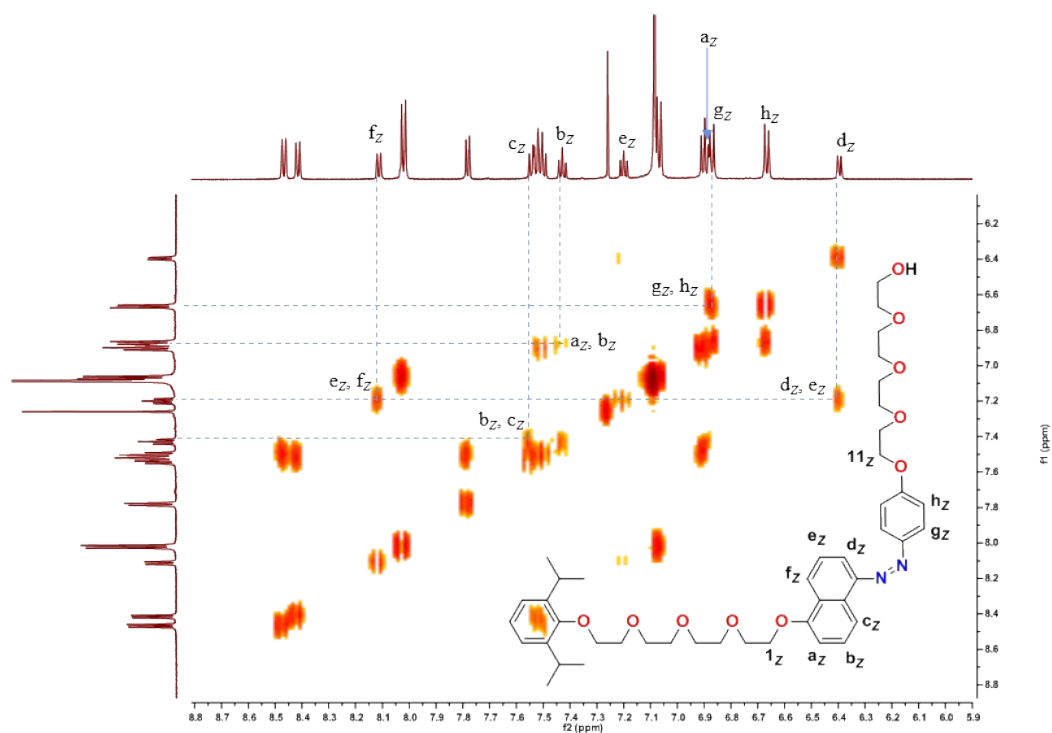 a_Z
f_Z
c_Z
b_Z
e_Z
g_Z
h_Z
d_Z
g_Z, h_Z
a_Z, b_Z
e_Z, f_Z
d_Z, e_Z
b_Z, c_Z
6.2
6.4
6.6
6.8
7.0
7.2
7.4
7.6
7.8
8.0
8.2
8.4
8.6
8.8
f1 (ppm)
OH
O
O
O
11_Z
O
h_Z
g_Z
e_Z
d_Z
N
N
f_Z
c_Z
O
O
O
O
O
1_Z
a_Z
b_Z
8.8 8.7 8.6 8.5 8.4 8.3 8.2 8.1 8.0 7.9 7.8 7.7 7.6 7.5 7.4 7.3 7.2 7.1 7.0 6.9 6.8 6.7 6.6 6.5 6.4 6.3 6.2 6.1 6.0 5.9
f2 (ppm)